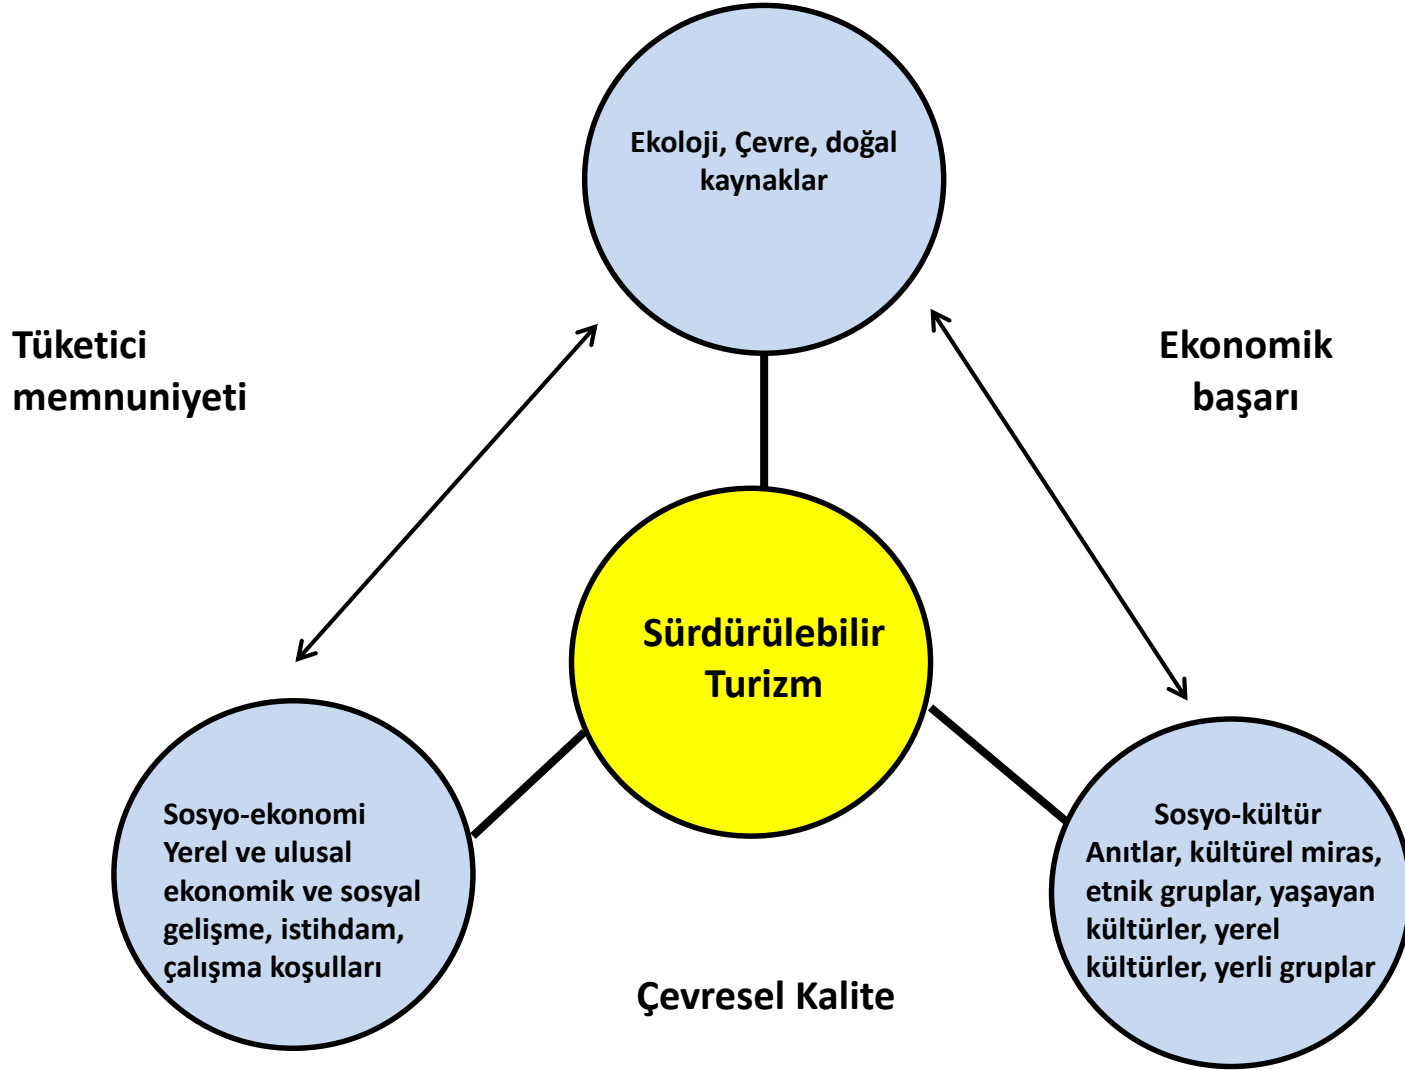 Ekoloji, Çevre, doğal
kaynaklar
Tüketici
memnuniyeti
Ekonomik
başarı
Sürdürülebilir
Turizm
Sosyo-ekonomi
Yerel ve ulusal
ekonomik ve sosyal
gelişme, istihdam,
çalışma koşulları
Sosyo-kültür
Anıtlar, kültürel miras,
etnik gruplar, yaşayan
kültürler, yerel
kültürler, yerli gruplar
Çevresel Kalite